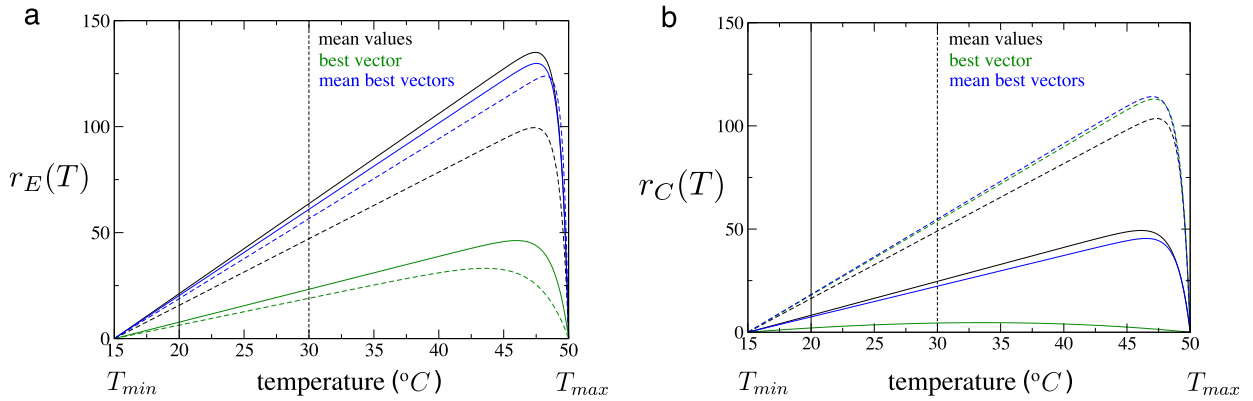 a
150
100
50
0
r_E(T)
mean values
best vector
mean best vectors
15 20 25 30 35 40 45 50
T_min temperature (°C) T_max
b
150
100
50
0
r_C(T)
mean values
best vector
mean best vectors
15 20 25 30 35 40 45 50
T_min temperature (°C) T_max